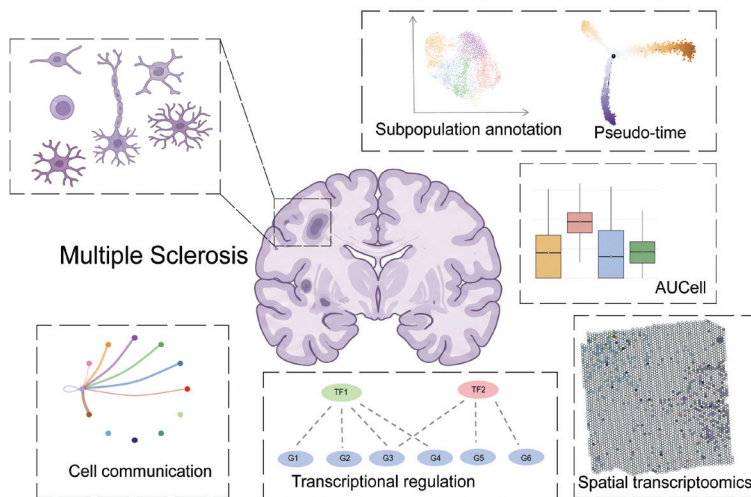 Subpopulation annotation
Pseudo-time
Multiple Sclerosis
AUCell
TF1
TF2
G1
G2
G3
G4
G5
G6
Cell communication
Transcriptional regulation
Spatial transcriptoomics